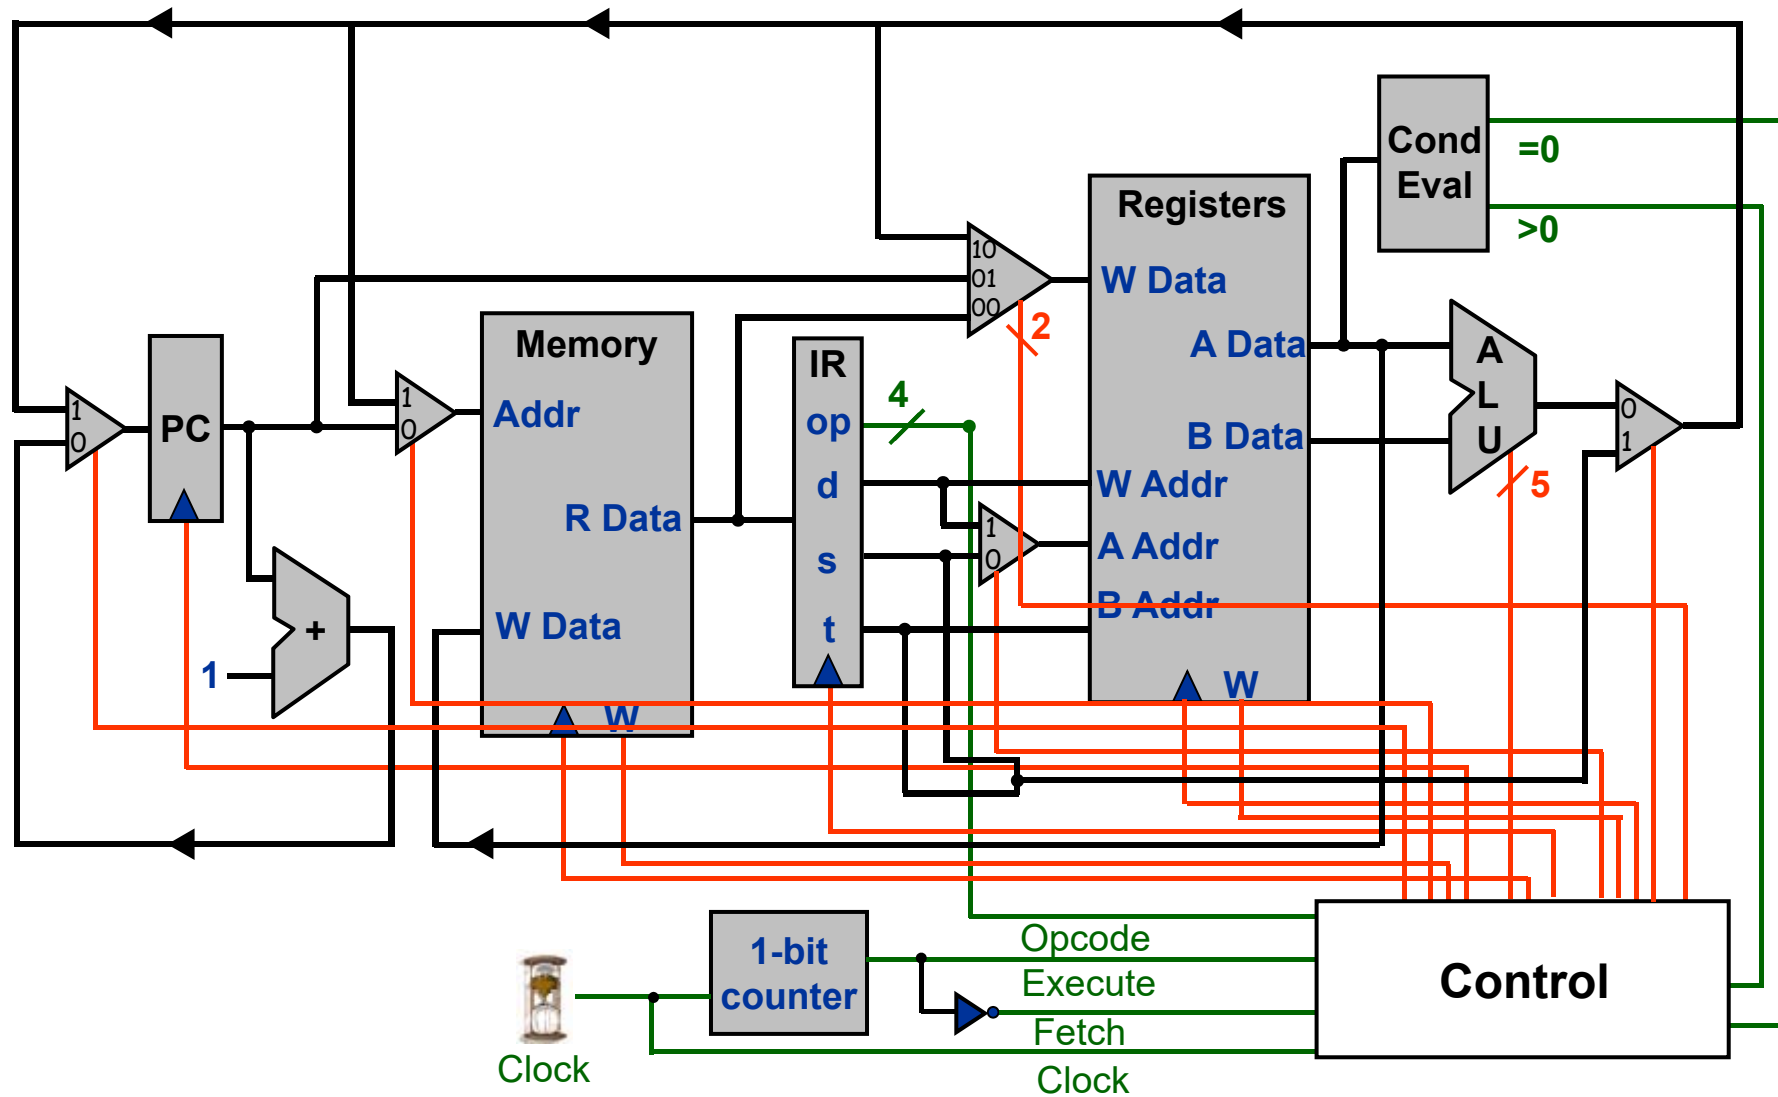 Cond
Eval
=0
>0
Registers
10
01
00
W Data
2
A Data
B Data
W Addr
A Addr
B Addr
W
A
L
U
5
0
1
Memory
Addr
R Data
W Data
W
IR
op
d
s
t
4
1
0
1
0
PC
1
0
+
1
1-bit
counter
Opcode
Execute
Fetch
Clock
Clock
Control